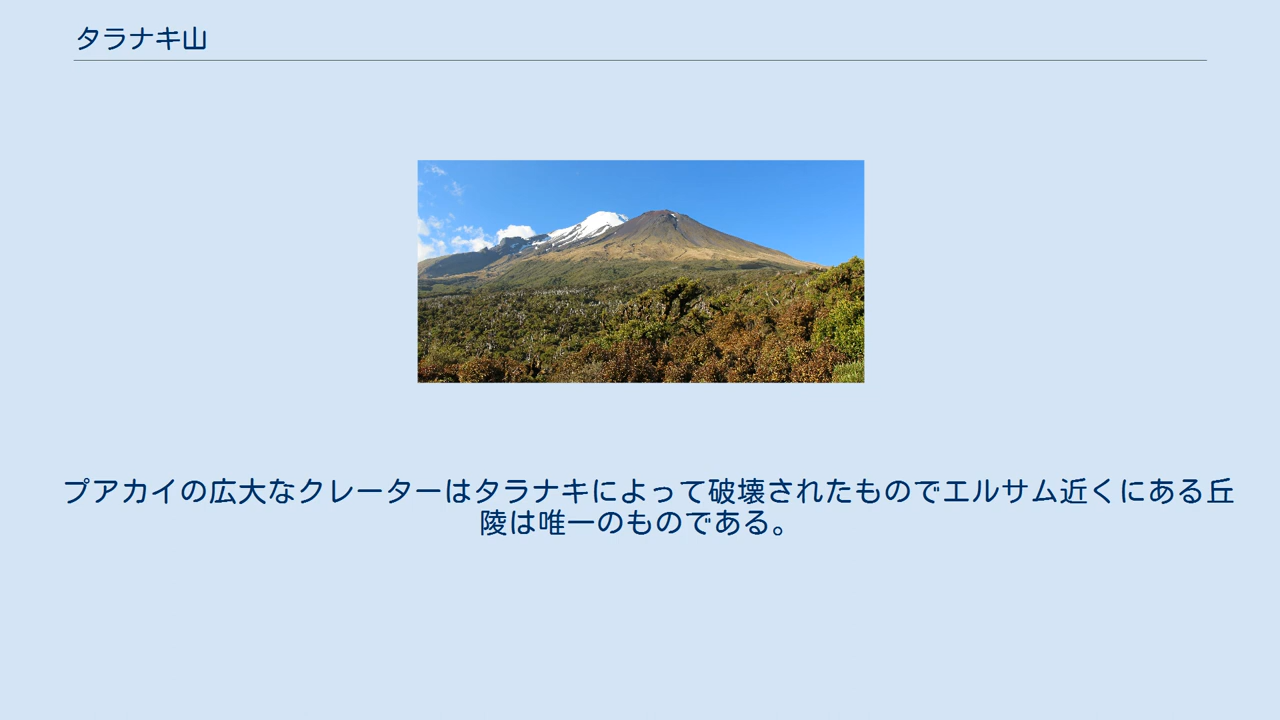 タラナキ山
プアカイの広大なクレーターはタラナキによって破壊されたものでエルサム近くにある丘
陵は唯一のものである。